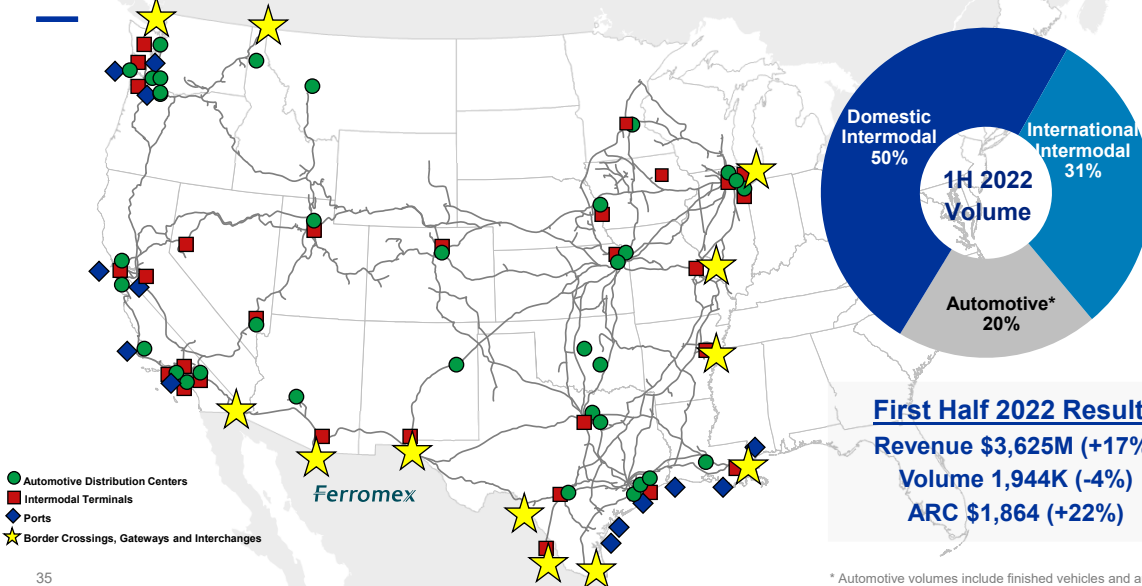 Domestic
Intermodal
50%
International
Intermodal
31%
1H 2022
Volume
Automotive*
20%
First Half 2022 Result
Revenue $3,625M (+17%
Volume 1,944K (-4%)
ARC $1,864 (+22%)
Ferromex
Automotive Distribution Centers
Intermodal Terminals
Ports
Border Crossings, Gateways and Interchanges
35
* Automotive volumes include finished vehicles and a